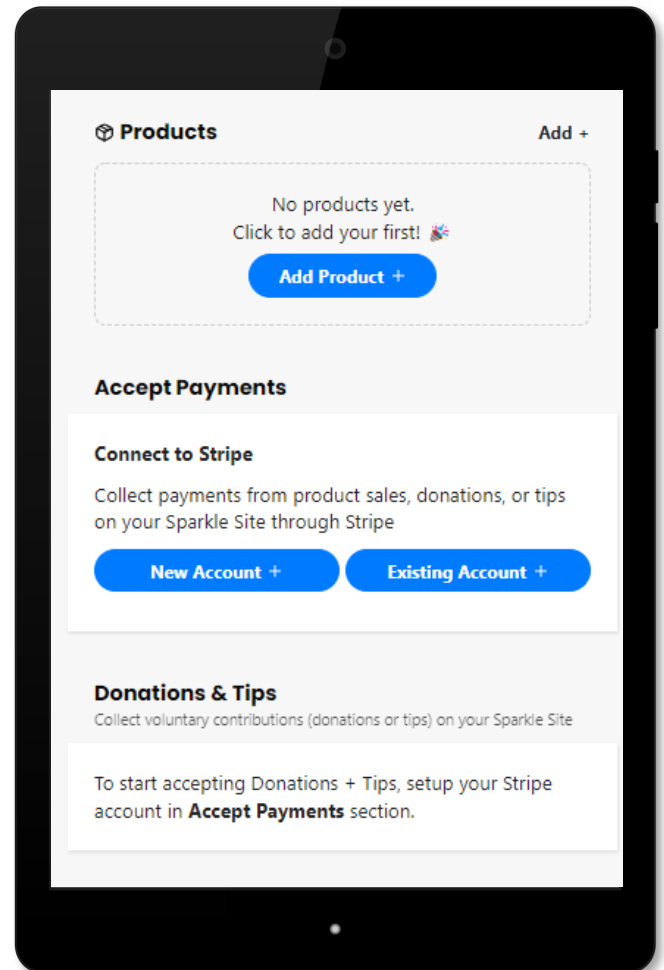 Products
Add +
No products yet.
Click to add your first! 🎉
Add Product +
Accept Payments
Connect to Stripe
Collect payments from product sales, donations, or tips
on your Sparkle Site through Stripe
New Account +
Existing Account +
Donations & Tips
Collect voluntary contributions (donations or tips) on your Sparkle Site
To start accepting Donations + Tips, setup your Stripe
account in Accept Payments section.